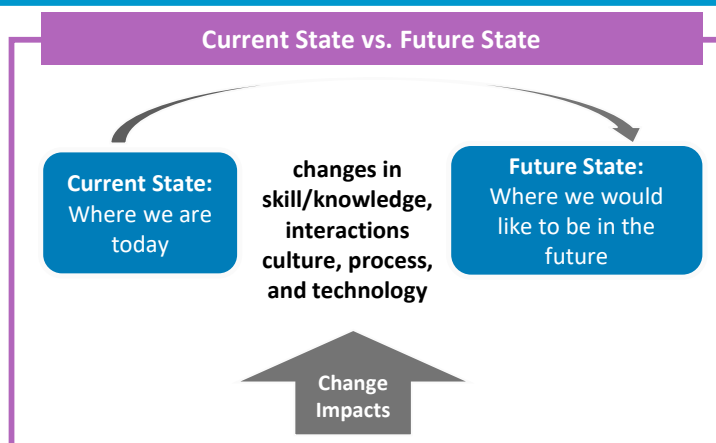 Current State vs. Future State
Current State:
Where we are
today
changes in
skill/knowledge,
interactions
culture, process,
and technology
Future State:
Where we would
like to be in the
future
Change
Impacts